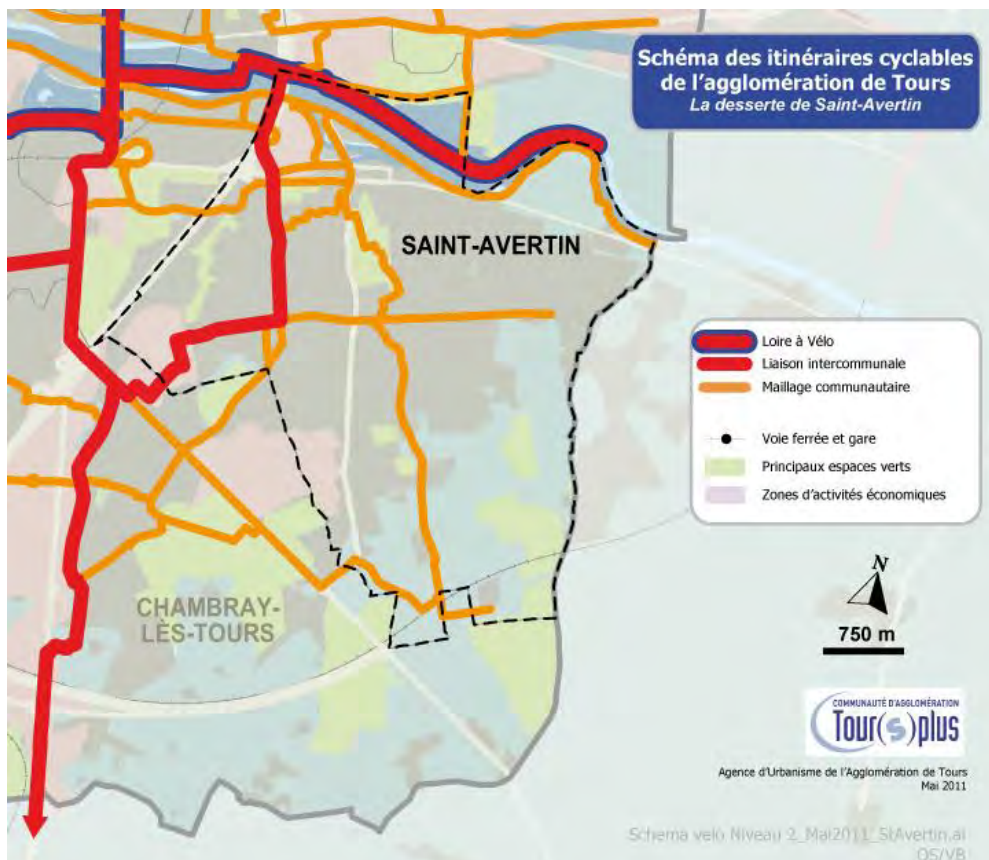 Schéma des itinéraires cyclables
de l'agglomération de Tours
La desserte de Saint-Avertin
SAINT-AVERTIN
Loire à Vélo
Liaison intercommunale
Maillage communautaire
Voie ferrée et gare
Principaux espaces verts
Zones d'activités économiques
N
750 m
CHAMBRAY-
LÈS-TOURS
COMMUNAUTÉ D'AGGLOMÉRATION
Tour(s)plus
Agence d'Urbanisme de l'Agglomération de Tours
Mai 2011
Schema velo Niveau 2_Mai2011_StAvertin.ai
OS/VB